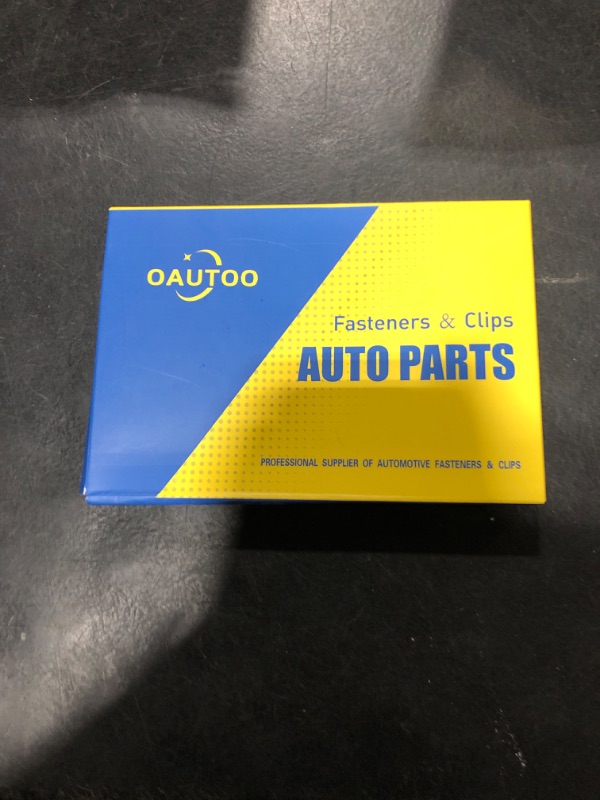 OAUTOO
Fasteners & Clips
AUTO PARTS
PROFESSIONAL SUPPLIER OF AUTOMOTIVE FASTENERS & CLIPS